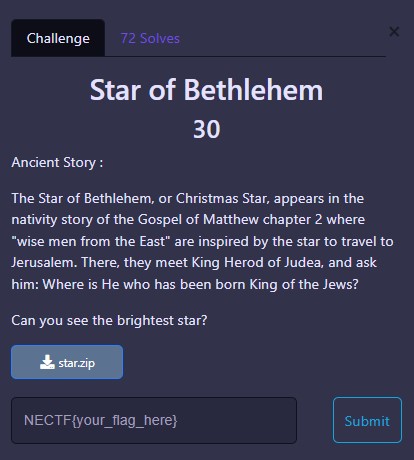 Challenge
72 Solves
×
Star of Bethlehem
30
Ancient Story :
The Star of Bethlehem, or Christmas Star, appears in the
nativity story of the Gospel of Matthew chapter 2 where
"wise men from the East" are inspired by the star to travel to
Jerusalem. There, they meet King Herod of Judea, and ask
him: Where is He who has been born King of the Jews?
Can you see the brightest star?
star.zip
NECTF{your_flag_here}
Submit